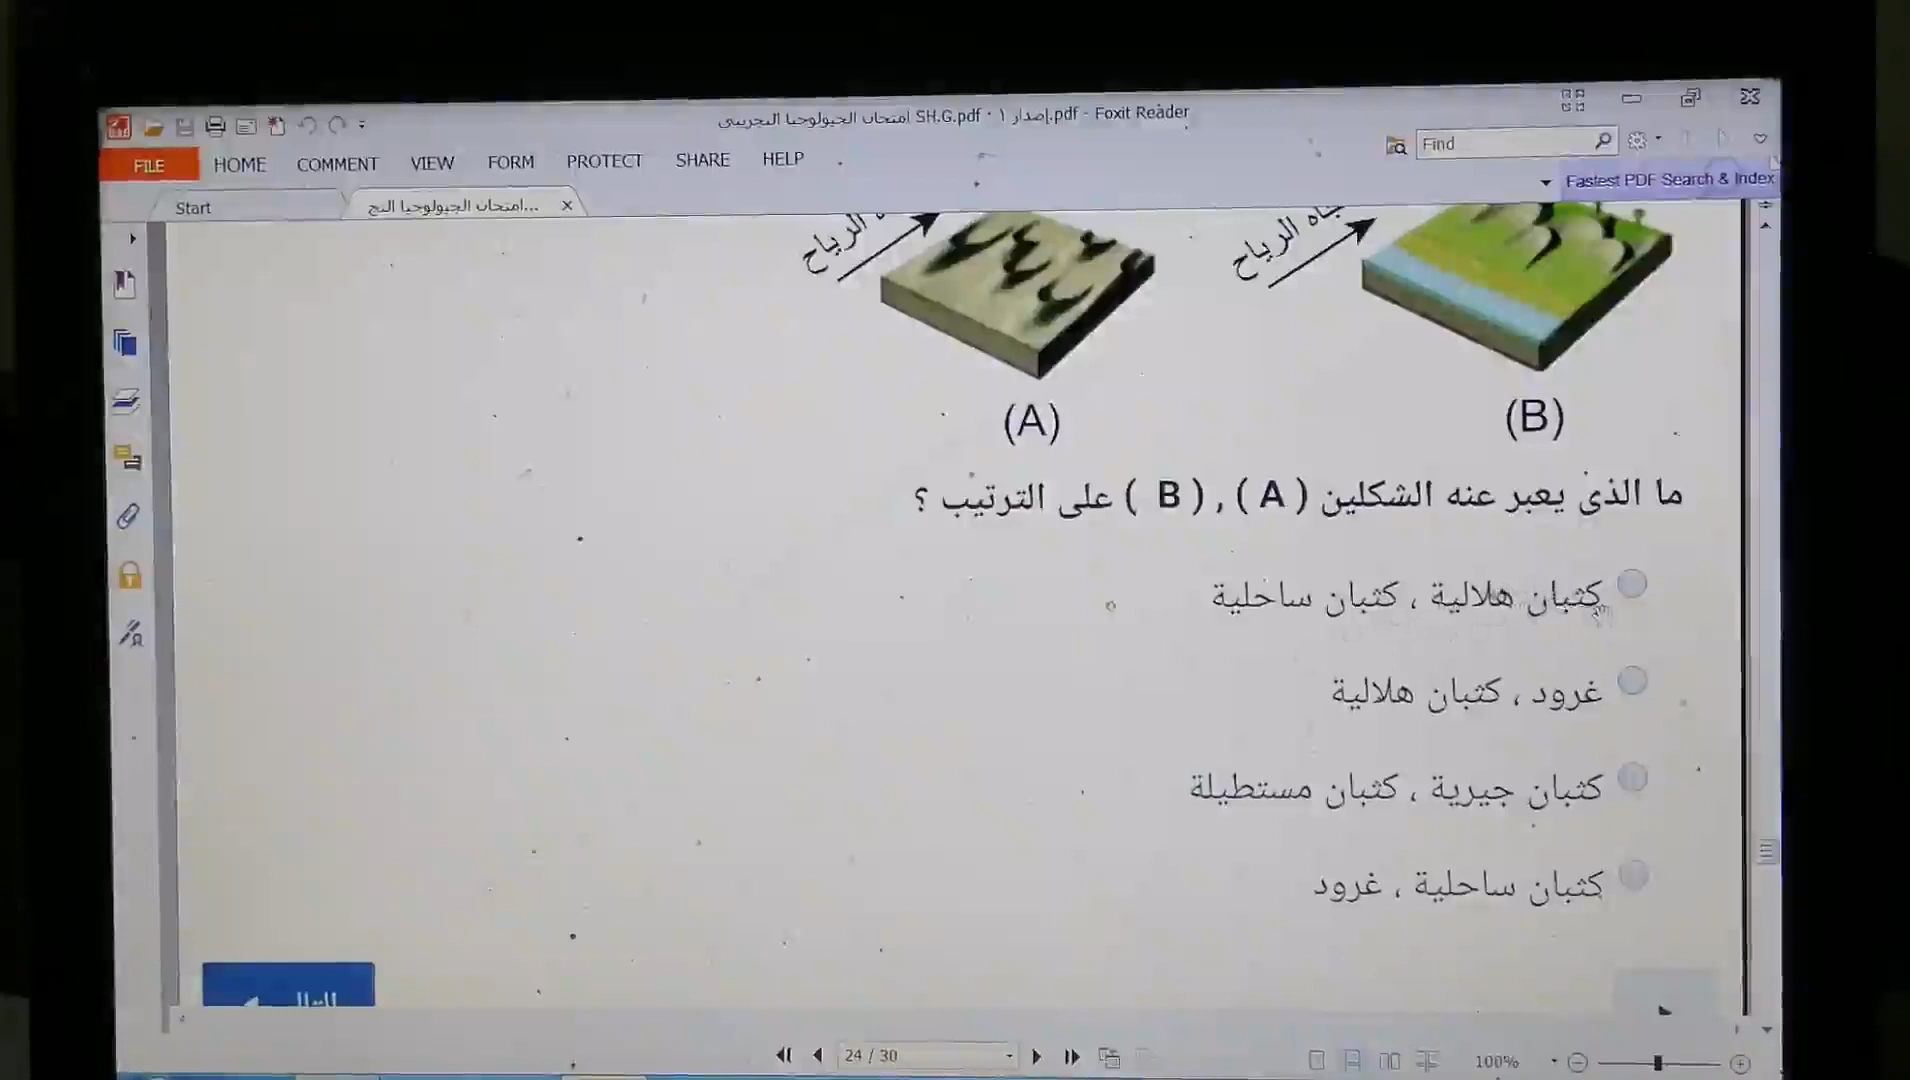 امتحان الجيولوجيا التجريبى SH.G.pdf · إصدار ١.pdf - Foxit Reader
FILE HOME COMMENT VIEW FORM PROTECT SHARE HELP
Find
Fastest PDF Search & Index
Start
امتحان الجيولوجيا التج...
الرياح
الرياح
(A)
(B)
ما الذى يعبر عنه الشكلين ( A ) , ( B ) على الترتيب ؟
كثبان هلالية ، كثبان ساحلية
غرود ، كثبان هلالية
كثبان جيرية ، كثبان مستطيلة
كثبان ساحلية ، غرود
24 / 30
100%